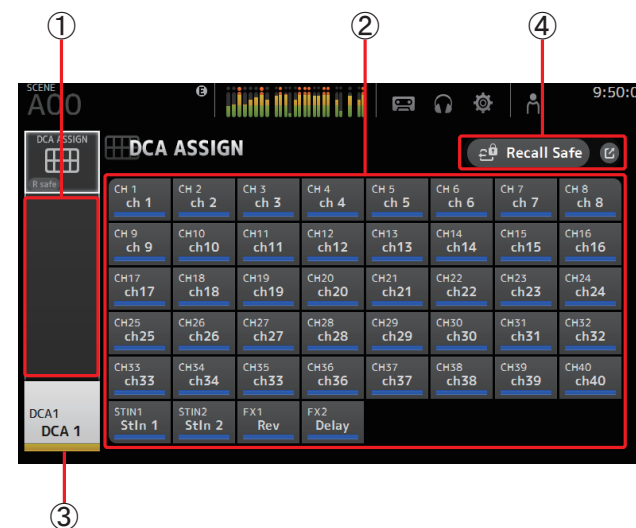 ① ② ④
SCENE
A00
E
9:50:0
DCA ASSIGN
R safe
DCA ASSIGN
Recall Safe
CH 1 CH 2 CH 3 CH 4 CH 5 CH 6 CH 7 CH 8
ch 1 ch 2 ch 3 ch 4 ch 5 ch 6 ch 7 ch 8
CH 9 CH10 CH11 CH12 CH13 CH14 CH15 CH16
ch 9 ch10 ch11 ch12 ch13 ch14 ch15 ch16
CH17 CH18 CH19 CH20 CH21 CH22 CH23 CH24
ch17 ch18 ch19 ch20 ch21 ch22 ch23 ch24
CH25 CH26 CH27 CH28 CH29 CH30 CH31 CH32
ch25 ch26 ch27 ch28 ch29 ch30 ch31 ch32
CH33 CH34 CH35 CH36 CH37 CH38 CH39 CH40
ch33 ch34 ch33 ch36 ch37 ch38 ch39 ch40
STIN1 STIN2 FX1 FX2
StIn 1 StIn 2 Rev Delay
DCA1
DCA 1
③